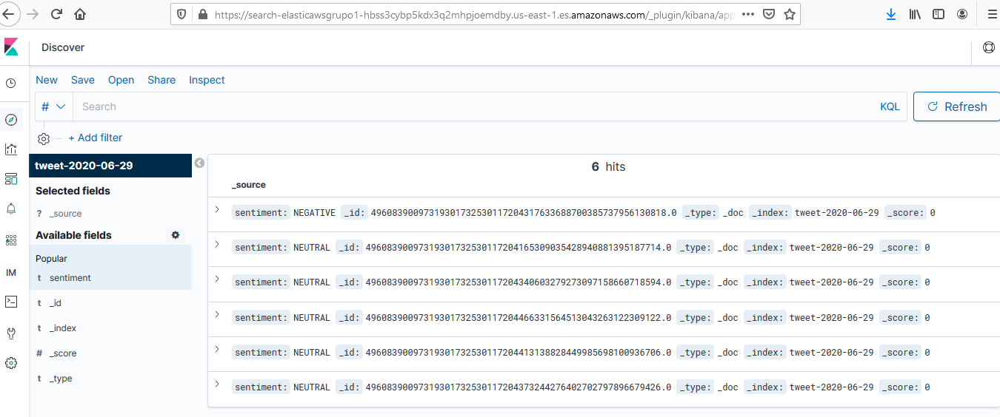 https://search-elasticawsgrupo1-hbss3cybp5kdx3q2mhpjoemdby.us-east-1.es.amazonaws.com/_plugin/kibana/app
Discover
New Save Open Share Inspect
# Search KQL Refresh
+ Add filter
tweet-2020-06-29
6 hits
_source
Selected fields
? _source
Available fields
Popular
t sentiment
t _id
t _index
# _score
t _type
IM
sentiment: NEGATIVE _id: 49608390097319301732530117204317633688700385737956130818.0 _type: _doc _index: tweet-2020-06-29 _score: 0
sentiment: NEUTRAL _id: 49608390097319301732530117204165309035428940881395187714.0 _type: _doc _index: tweet-2020-06-29 _score: 0
sentiment: NEUTRAL _id: 49608390097319301732530117204340603279273097158660718594.0 _type: _doc _index: tweet-2020-06-29 _score: 0
sentiment: NEUTRAL _id: 49608390097319301732530117204466331564513043263122309122.0 _type: _doc _index: tweet-2020-06-29 _score: 0
sentiment: NEUTRAL _id: 49608390097319301732530117204413138828449985698100936706.0 _type: _doc _index: tweet-2020-06-29 _score: 0
sentiment: NEUTRAL _id: 49608390097319301732530117204373244276402702797896679426.0 _type: _doc _index: tweet-2020-06-29 _score: 0